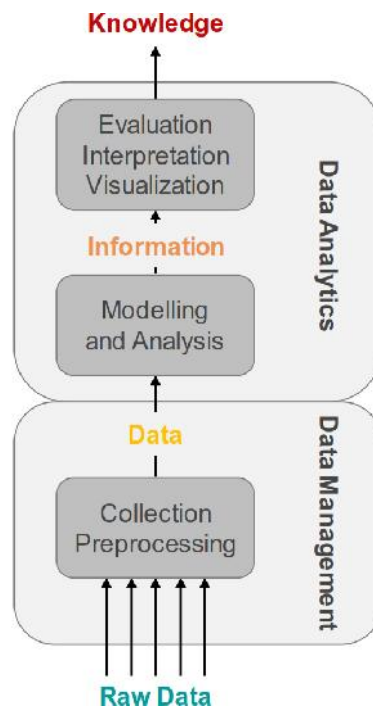 Knowledge
Evaluation
Interpretation
Visualization
Data Analytics
Information
Modelling
and Analysis
Data
Data Management
Collection
Preprocessing
Raw Data